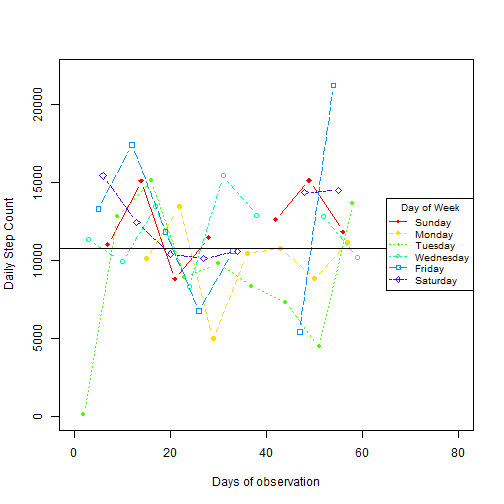 20000
15000
10000
5000
0
Daily Step Count
Day of Week
Sunday
Monday
Tuesday
Wednesday
Friday
Saturday
0 20 40 60 80
Days of observation